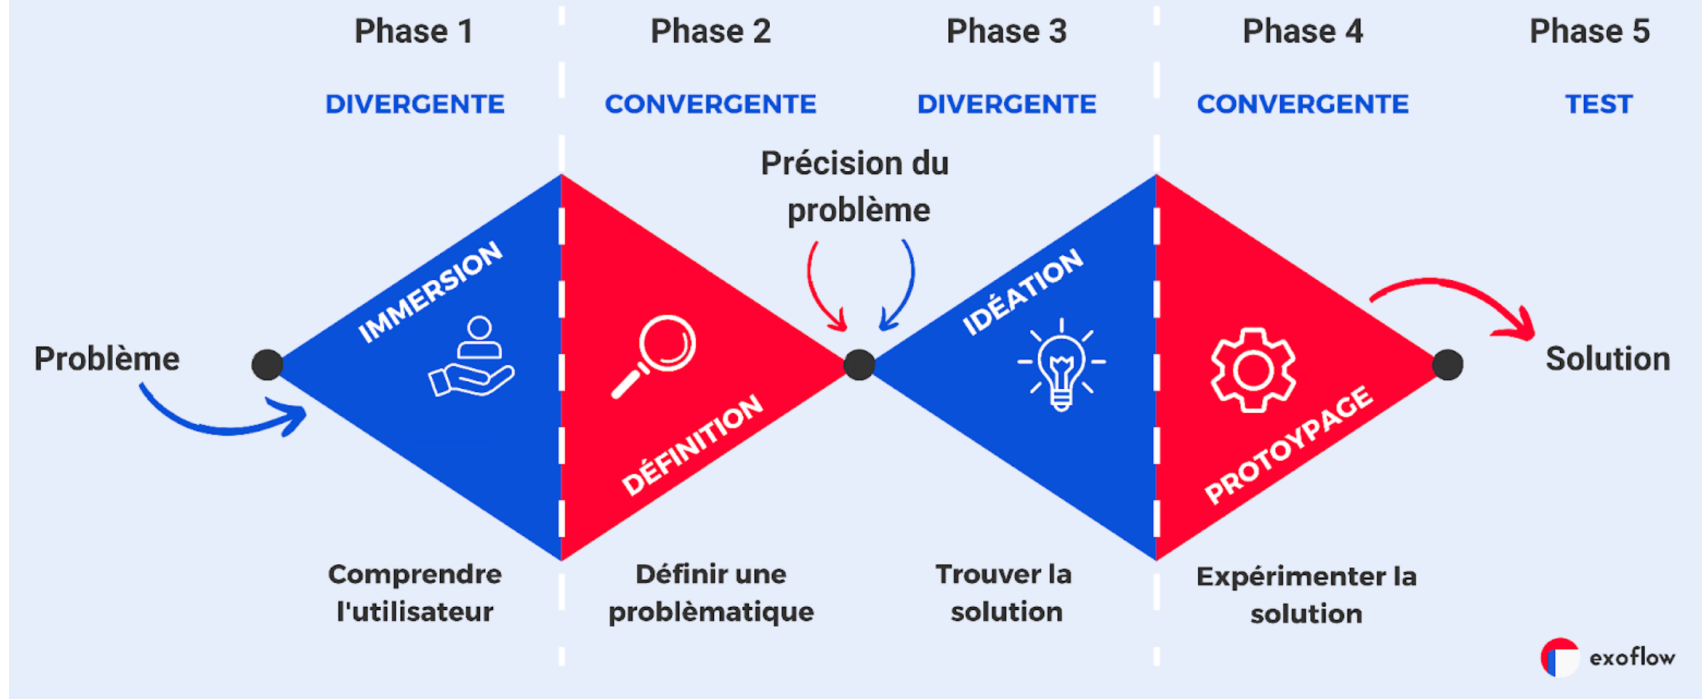 Phase 1
Phase 2
Phase 3
Phase 4
Phase 5
DIVERGENTE
CONVERGENTE
DIVERGENTE
CONVERGENTE
TEST
Précision du
problème
IMMERSION
IDÉATION
Problème
Solution
DÉFINITION
PROTOYPAGE
Comprendre
l'utilisateur
Définir une
problèmatique
Trouver la
solution
Expérimenter la
solution
exoflow